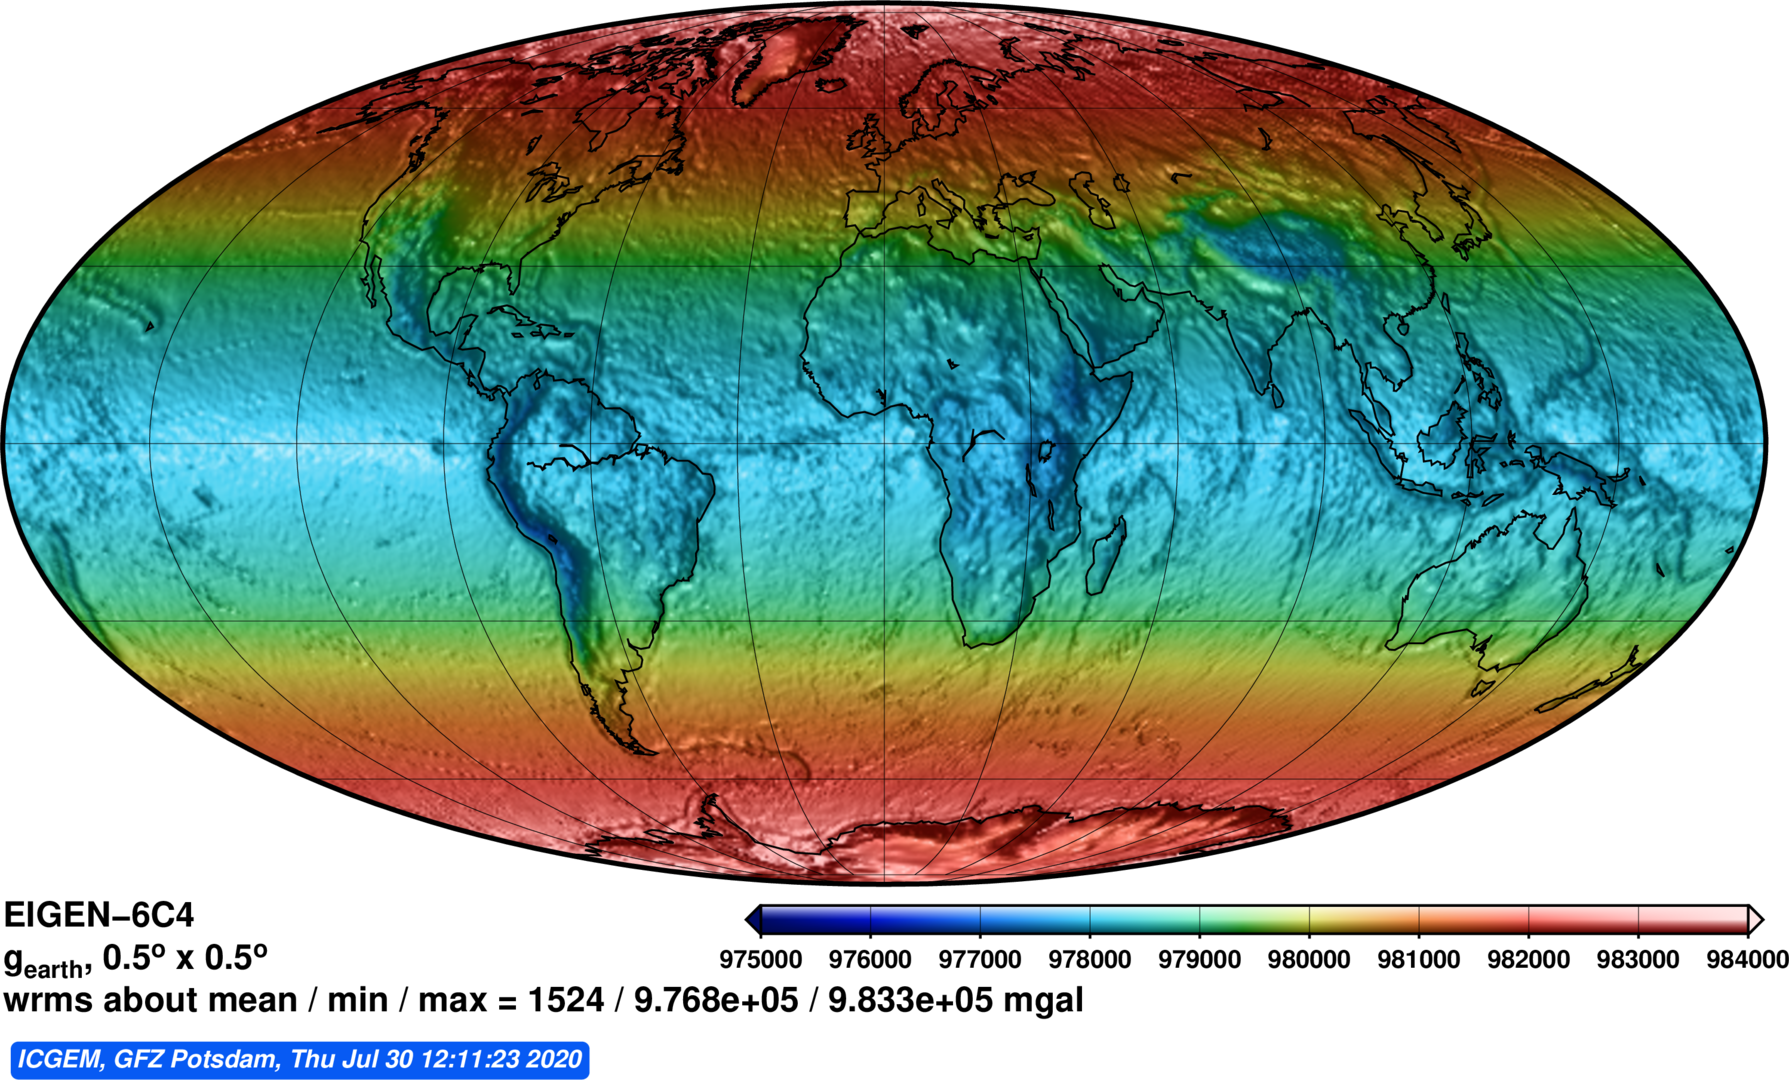 EIGEN−6C4
gearth, 0.5º x 0.5º
975000 976000 977000 978000 979000 980000 981000 982000 983000 984000
wrms about mean / min / max = 1524 / 9.768e+05 / 9.833e+05 mgal
ICGEM, GFZ Potsdam, Thu Jul 30 12:11:23 2020